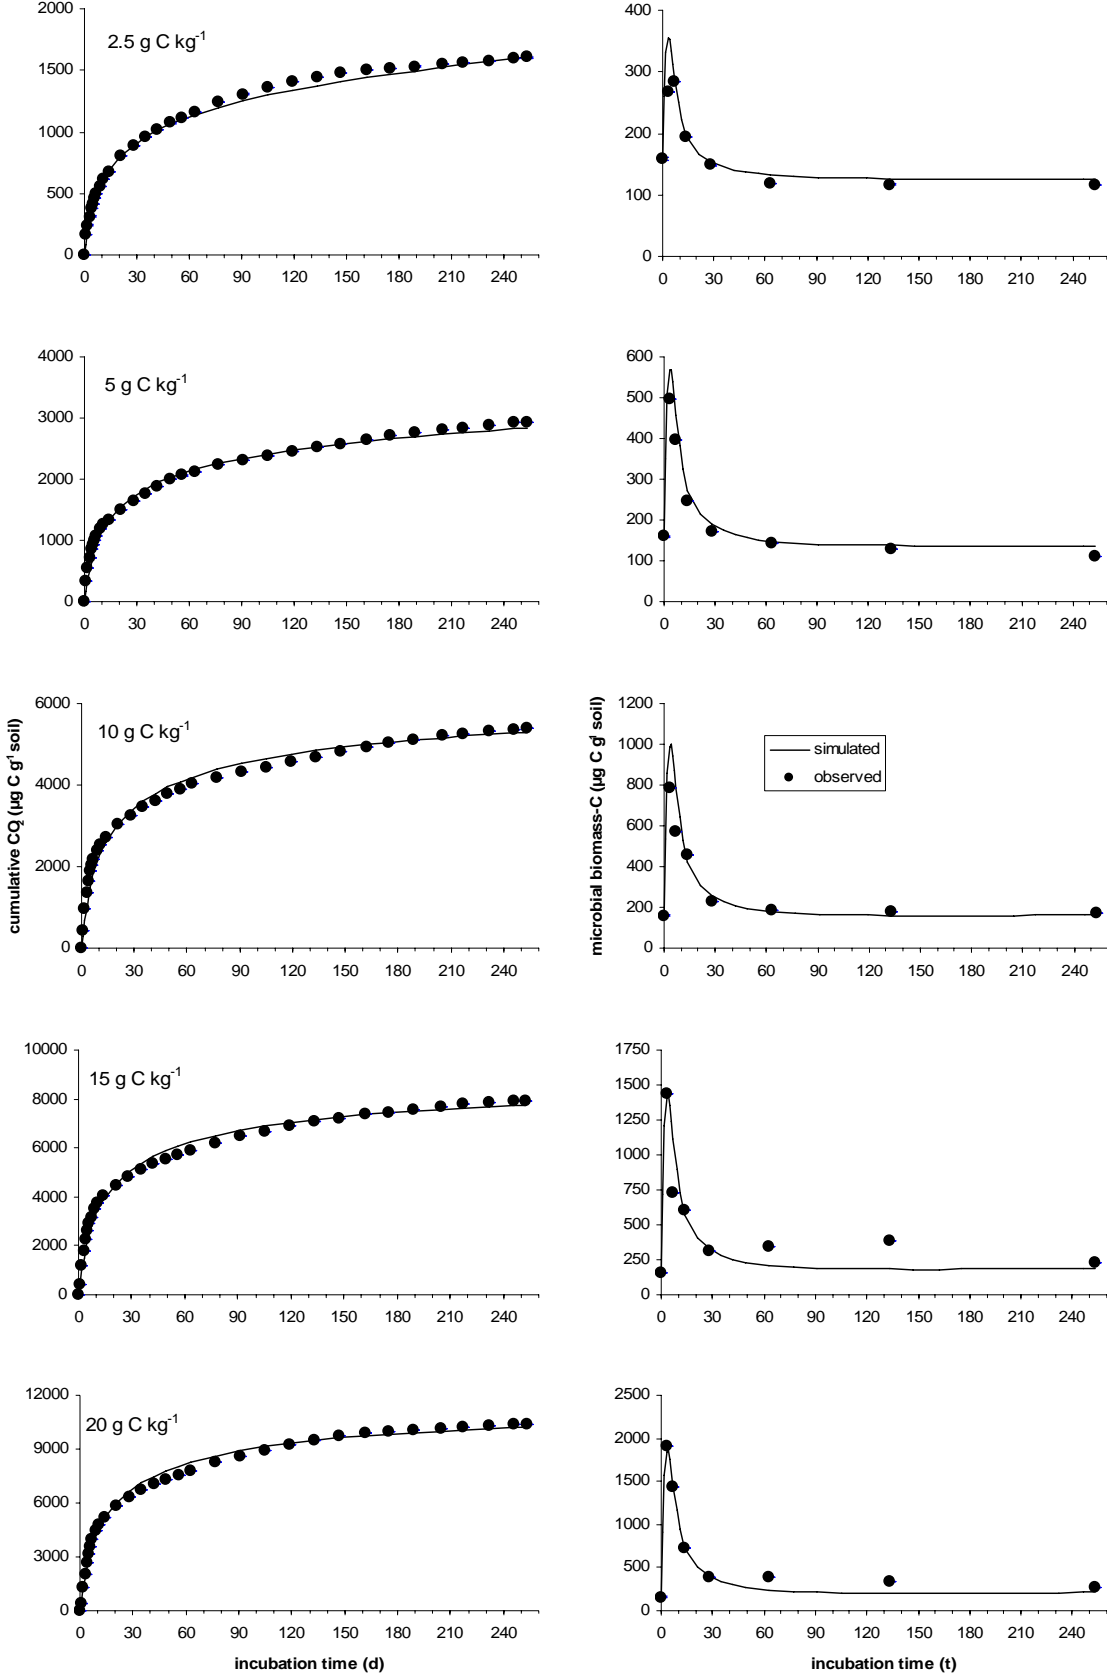 2000
1500
1000
500
0
2.5 g C kg-1
0 30 60 90 120 150 180 210 240
400
300
200
100
0
0 30 60 90 120 150 180 210 240
4000
3000
2000
1000
0
5 g C kg-1
0 30 60 90 120 150 180 210 240
600
500
400
300
200
100
0
0 30 60 90 120 150 180 210 240
cumulative CO2 (µg C g-1 soil)
6000
4000
2000
0
10 g C kg-1
0 30 60 90 120 150 180 210 240
microbial biomass-C (µg C g-1 soil)
1200
1000
800
600
400
200
0
simulated
observed
0 30 60 90 120 150 180 210 240
10000
8000
6000
4000
2000
0
15 g C kg-1
0 30 60 90 120 150 180 210 240
1750
1500
1250
1000
750
500
250
0
0 30 60 90 120 150 180 210 240
12000
9000
6000
3000
0
20 g C kg-1
0 30 60 90 120 150 180 210 240
incubation time (d)
2500
2000
1500
1000
500
0
0 30 60 90 120 150 180 210 240
incubation time (t)